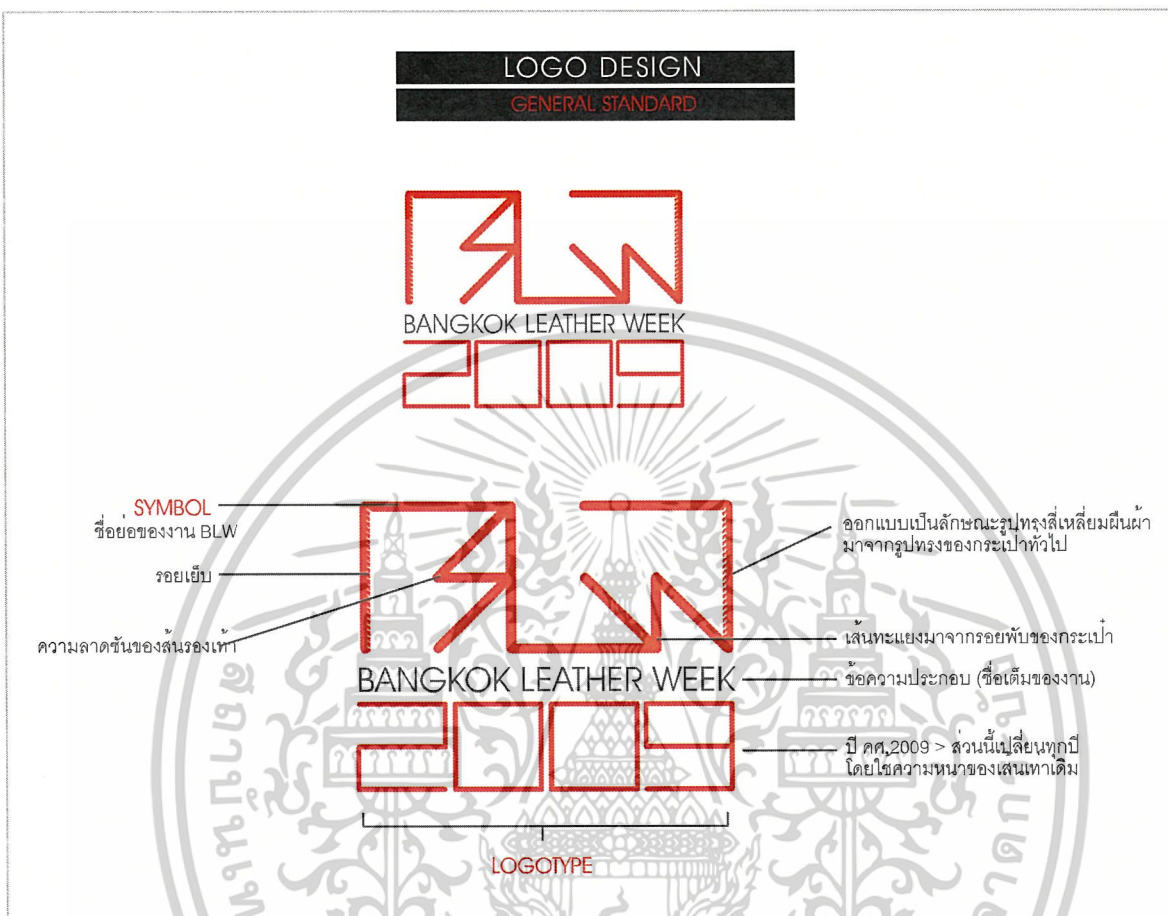 LOGO DESIGN
GENERAL STANDARD
BLW
BANGKOK LEATHER WEEK
2009
SYMBOL
ชื่อย่อของงาน BLW
รอยเย็บ
ความลาดชันของส้นรองเท้า
BLW
BANGKOK LEATHER WEEK
2009
LOGOTYPE
ออกแบบเป็นลักษณะรูปทรงสี่เหลี่ยมผืนผ้า
มาจากรูปทรงของกระเป๋าทั่วไป
เส้นทะแยงมาจากรอยพับของกระเป๋า
ข้อความประกอบ (ชื่อเต็มของงาน)
ปี คศ.2009 > ส่วนนี้เปลี่ยนทุกปี
โดยใช้ความหนาของเส้นเทาเดิม